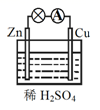 A
Zn Cu
稀 H₂SO₄